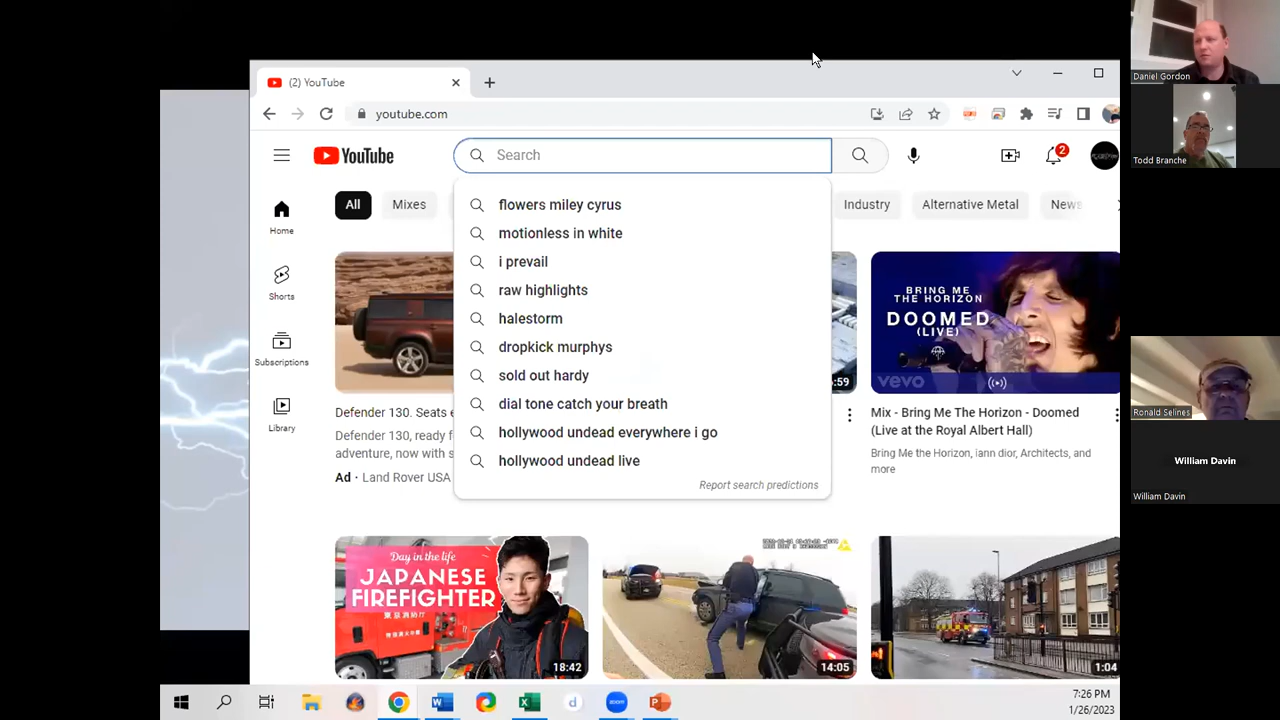 (2) YouTube
youtube.com
YouTube
Search
2
flowers miley cyrus
motionless in white
i prevail
raw highlights
halestorm
dropkick murphys
sold out hardy
dial tone catch your breath
hollywood undead everywhere i go
hollywood undead live
Report search predictions
All
Mixes
Industry
Alternative Metal
News
Home
Shorts
Subscriptions
Library
Defender 130. Seats
Defender 130, ready f
adventure, now with s
Ad · Land Rover USA
:59
BRING ME
THE HORIZON
DOOMED
(LIVE)
vevo
Mix - Bring Me The Horizon - Doomed
(Live at the Royal Albert Hall)
Bring Me the Horizon, iann dior, Architects, and
more
Day in the life
JAPANESE
FIREFIGHTER
18:42
14:05
1:04
zoom
7:26 PM
1/26/2023
Daniel Gordon
Todd Branche
Ronald Selines
William Davin
William Davin